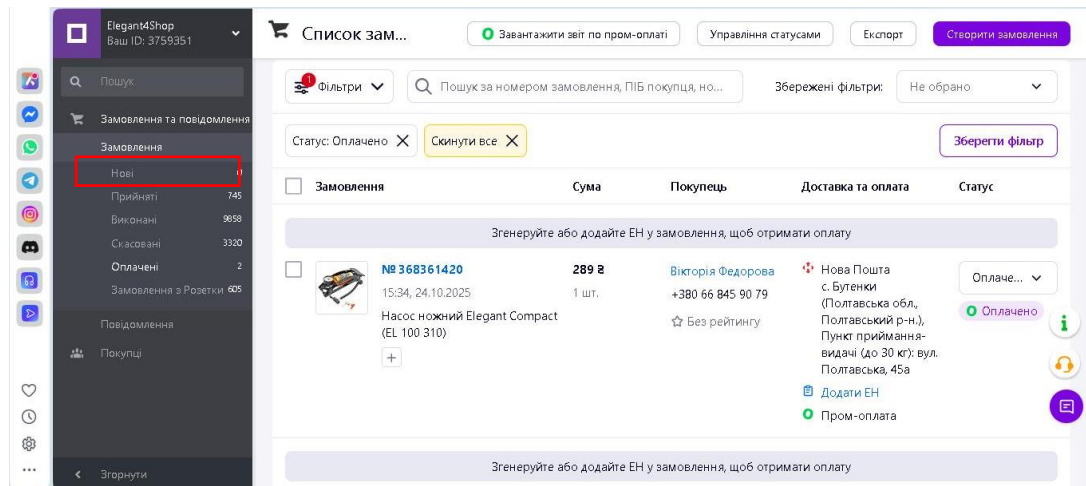 Elegant4Shop
Ваш ID: 3759351
Список зам...
Завантажити звіт по пром-оплаті
Управління статусами
Експорт
Створити замовлення
Пошук
Замовлення та повідомлення
Замовлення
Нові
Прийняті 745
Виконані 9858
Скасовані 3320
Оплачені 2
Замовлення з Розетки 605
Повідомлення
Покупці
Згорнути
1
Фільтри
Пошук за номером замовлення, ПІБ покупця, но...
Збережені фільтри:
Не обрано
Статус: Оплачено
Скинути все
Зберегти фільтр
Замовлення Сума Покупець Доставка та оплата Статус
Згенеруйте або додайте ЕН у замовлення, щоб отримати оплату
№ 368361420
15:34, 24.10.2025
Насос ножний Elegant Compact
(EL 100 310)
289 ₴
1 шт.
Вікторія Федорова
+380 66 845 90 79
Без рейтингу
Нова Пошта
с. Бутенки
(Полтавська обл.,
Полтавський р-н.),
Пункт приймання-
видачі (до 30 кг): вул.
Полтавська, 45а
Додати ЕН
Пром-оплата
Оплаче...
Оплачено
Згенеруйте або додайте ЕН у замовлення, щоб отримати оплату